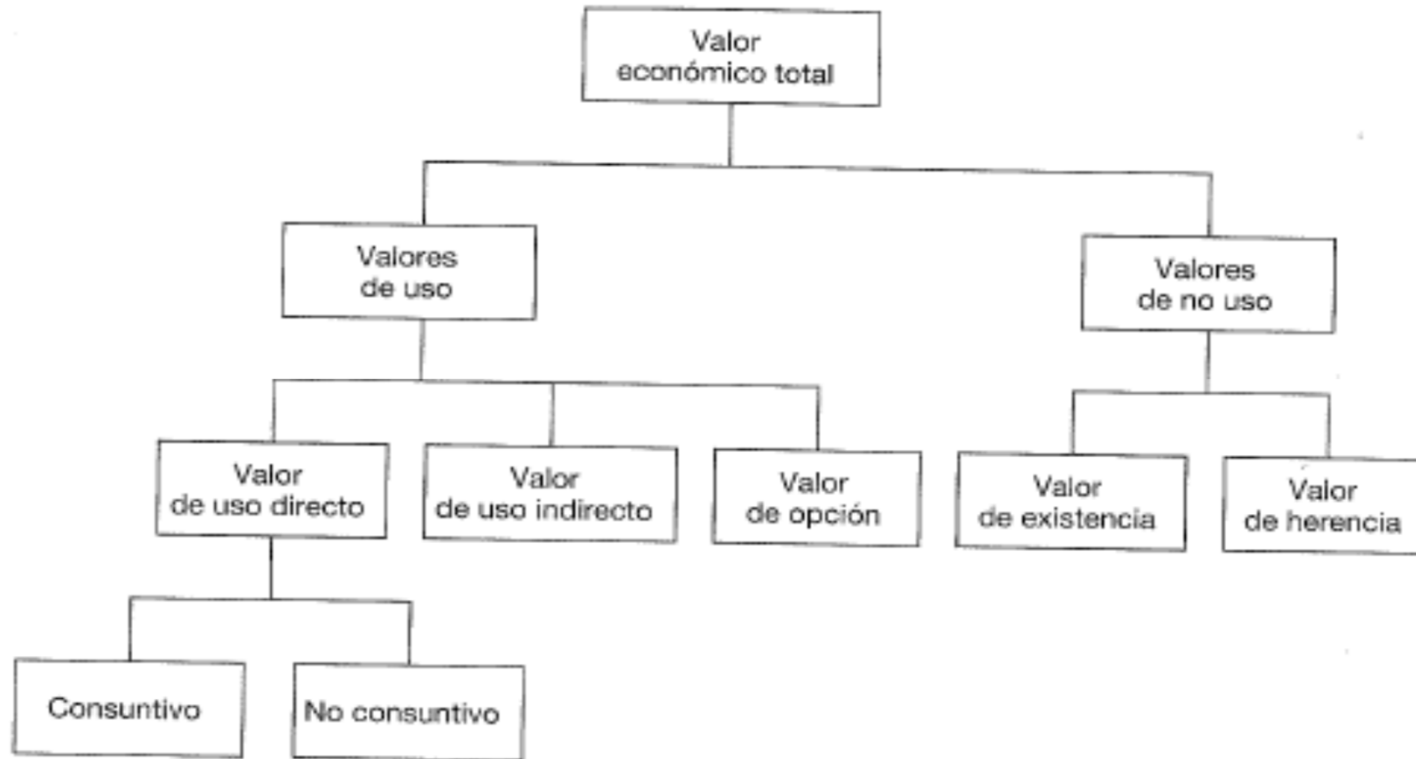 Valor
económico total
Valores
de uso
Valores
de no uso
Valor
de uso directo
Valor
de uso indirecto
Valor
de opción
Valor
de existencia
Valor
de herencia
Consuntivo
No consuntivo